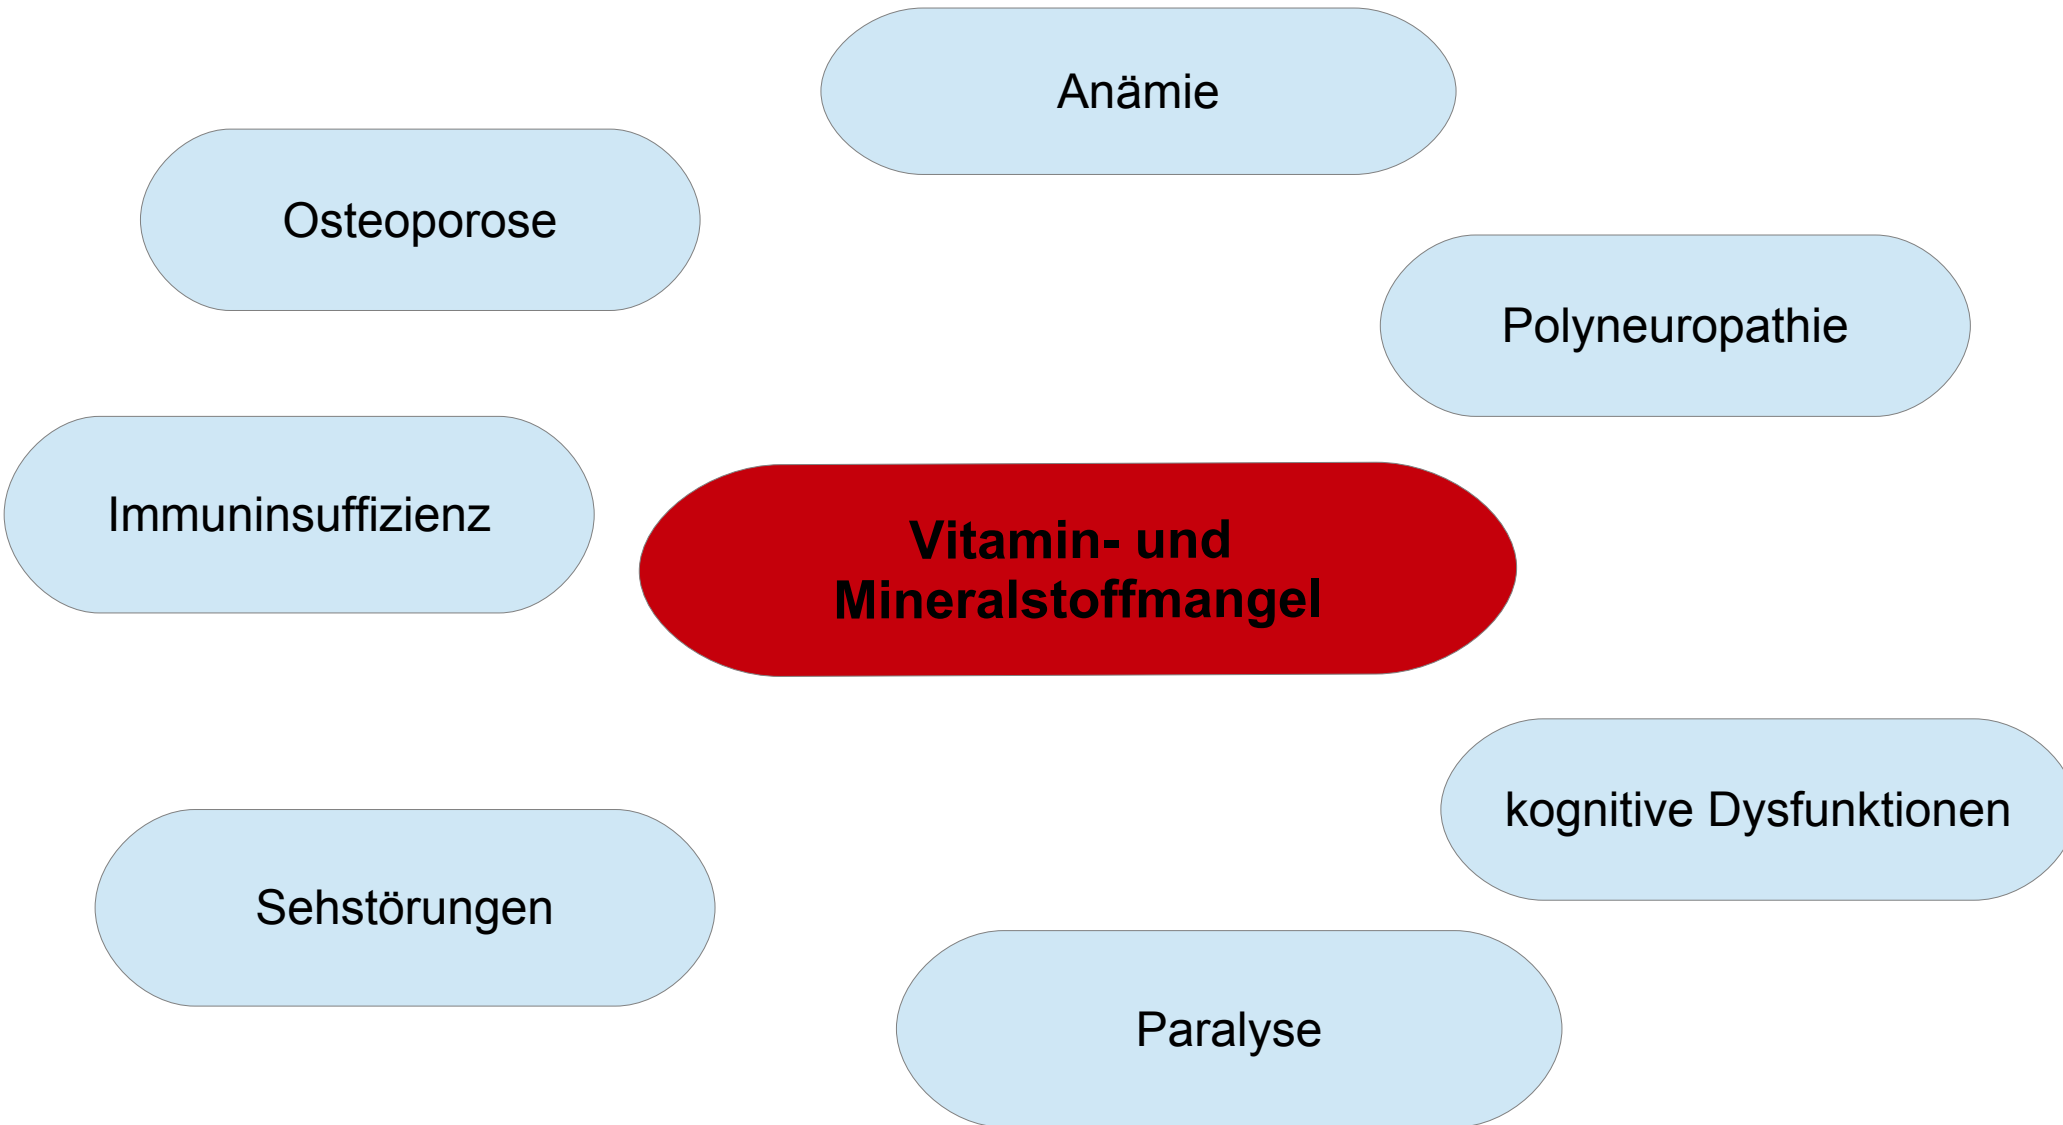 Anämie
Osteoporose
Polyneuropathie
Immuninsuffizienz
Vitamin- und
Mineralstoffmangel
kognitive Dysfunktionen
Sehstörungen
Paralyse